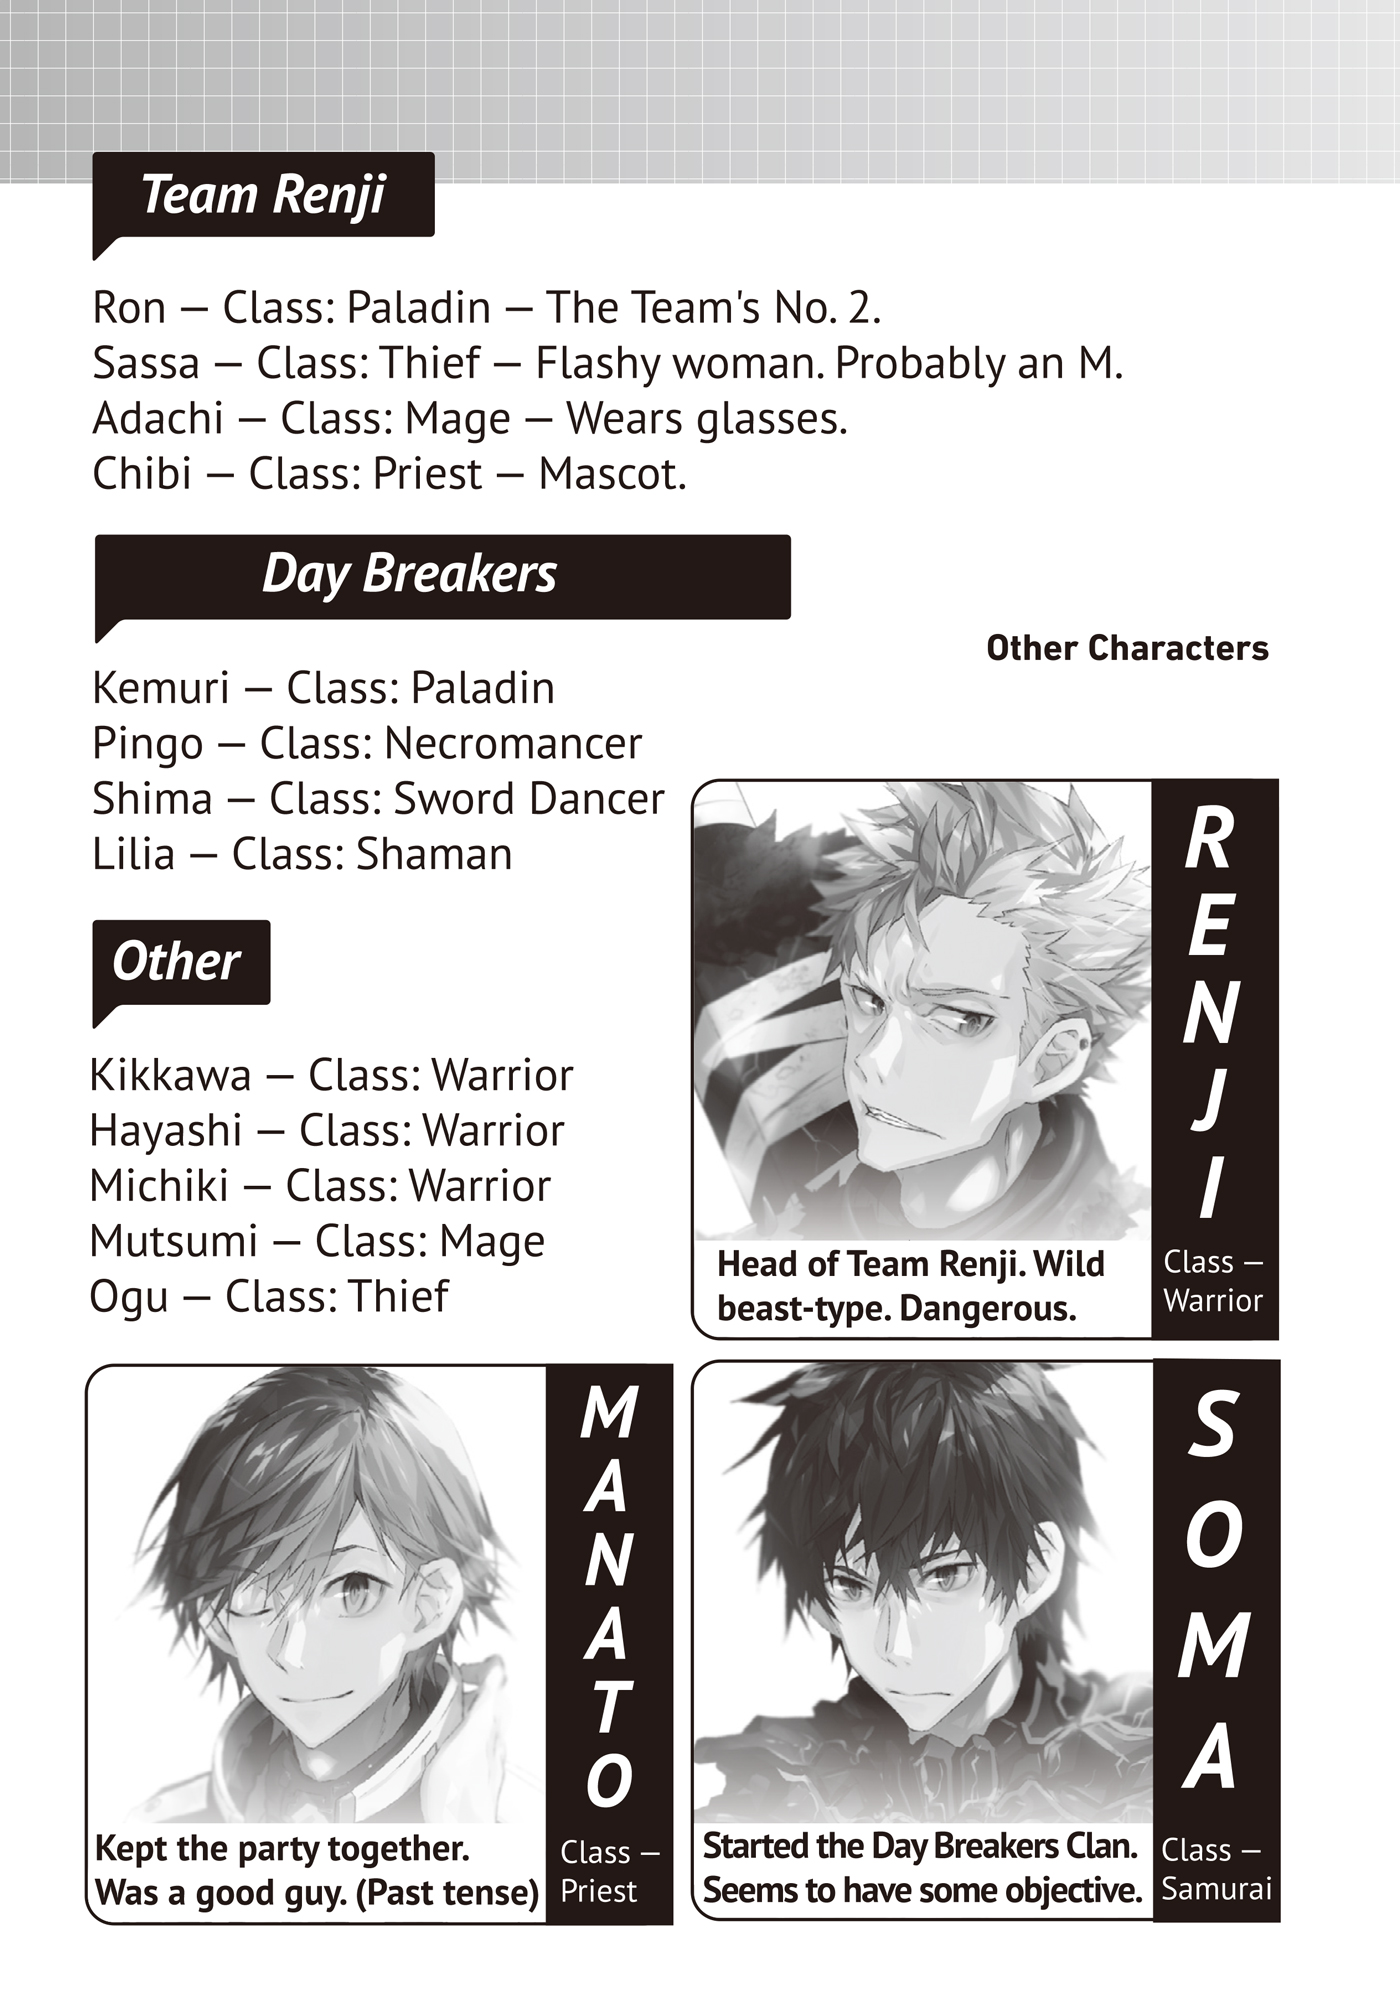 Team Renji
Ron — Class: Paladin — The Team's No. 2.
Sassa — Class: Thief — Flashy woman. Probably an M.
Adachi — Class: Mage — Wears glasses.
Chibi — Class: Priest — Mascot.
Day Breakers
Kemuri — Class: Paladin
Pingo — Class: Necromancer
Shima — Class: Sword Dancer
Lilia — Class: Shaman
Other
Kikkawa — Class: Warrior
Hayashi — Class: Warrior
Michiki — Class: Warrior
Mutsumi — Class: Mage
Ogu — Class: Thief
Other Characters
RENJI
Class —
Warrior
Head of Team Renji. Wild
beast-type. Dangerous.
MANATO
Class —
Priest
Kept the party together.
Was a good guy. (Past tense)
SOMA
Class —
Samurai
Started the Day Breakers Clan.
Seems to have some objective.